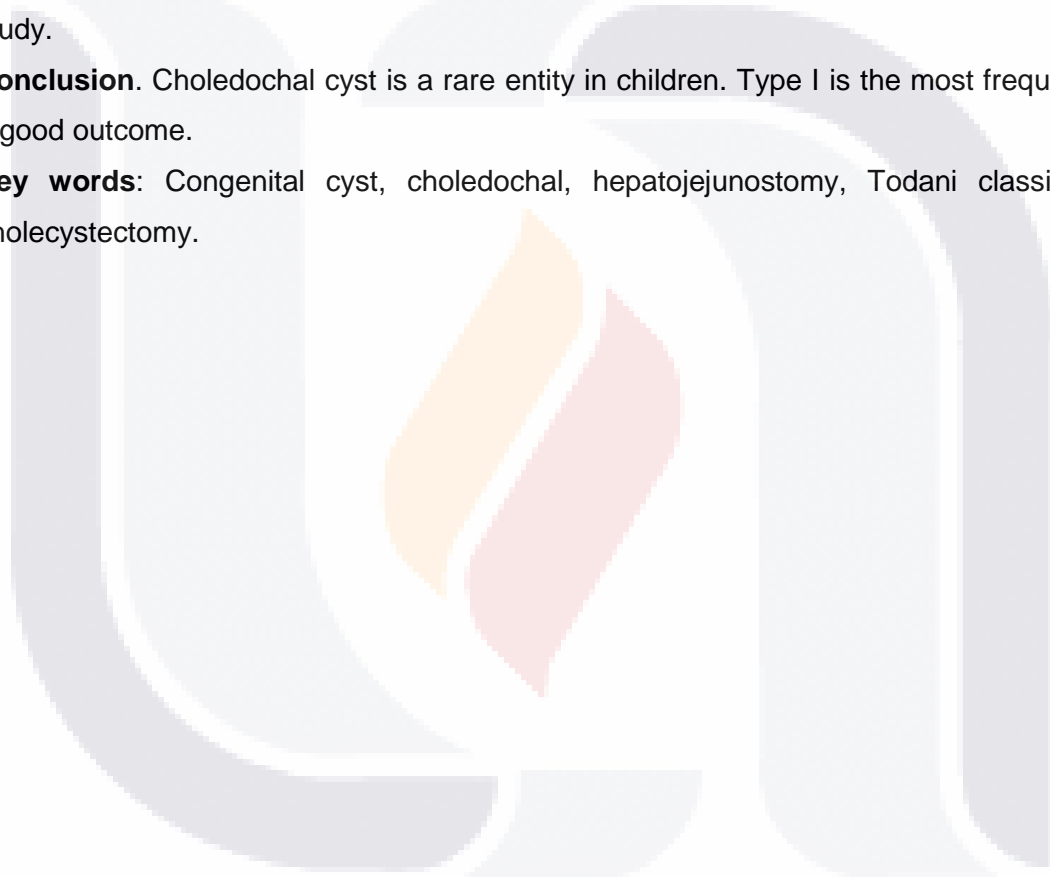 udy.
onclusion. Choledochal cyst is a rare entity in children. Type I is the most frequ
good outcome.
ey words: Congenital cyst, choledochal, hepatojejunostomy, Todani classi
holecystectomy.